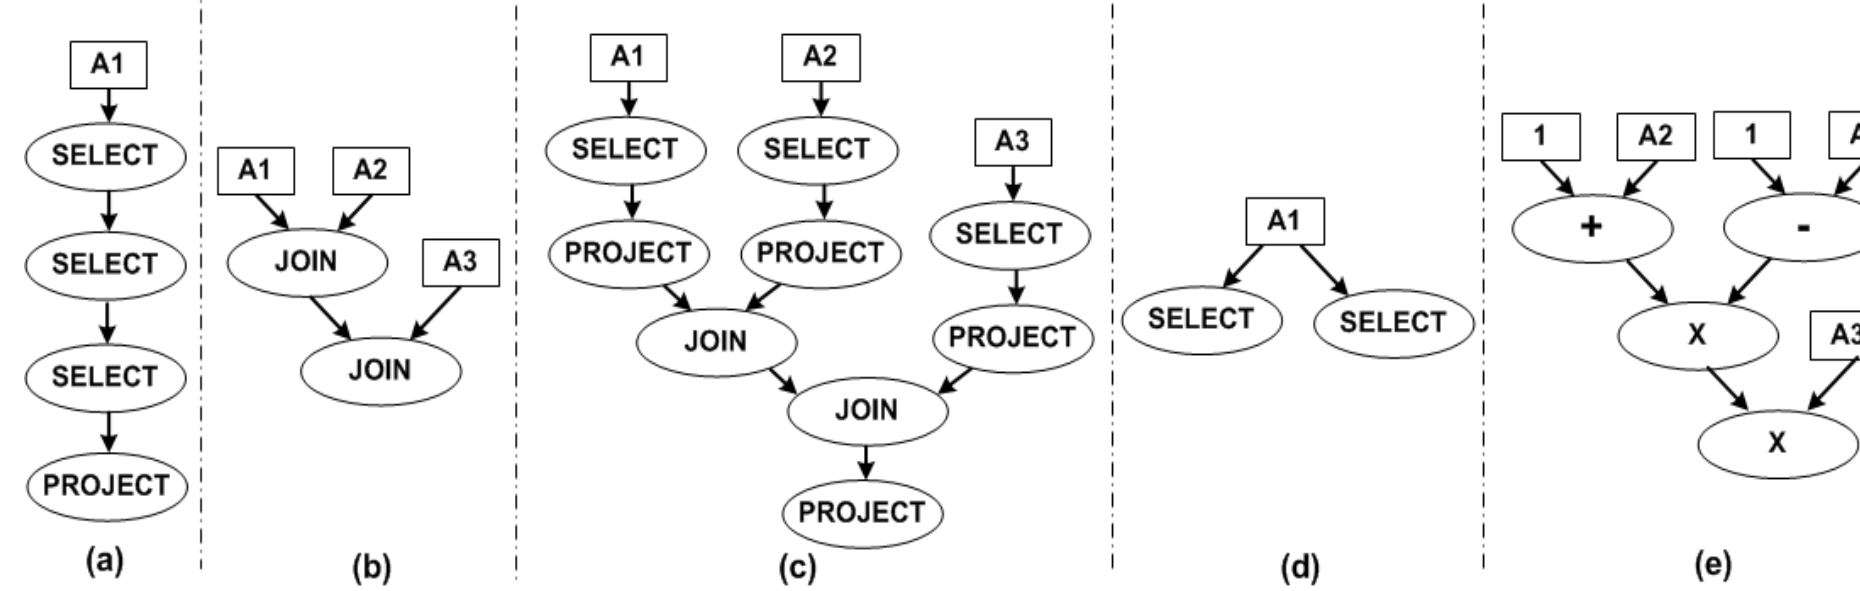 A1
SELECT
SELECT
SELECT
PROJECT
(a)
A1 A2
JOIN
A3
JOIN
(b)
A1 A2
SELECT SELECT
A3
PROJECT PROJECT
SELECT
JOIN
PROJECT
JOIN
PROJECT
(c)
A1
SELECT SELECT
(d)
1 A2 1
+ -
X
A3
X
(e)